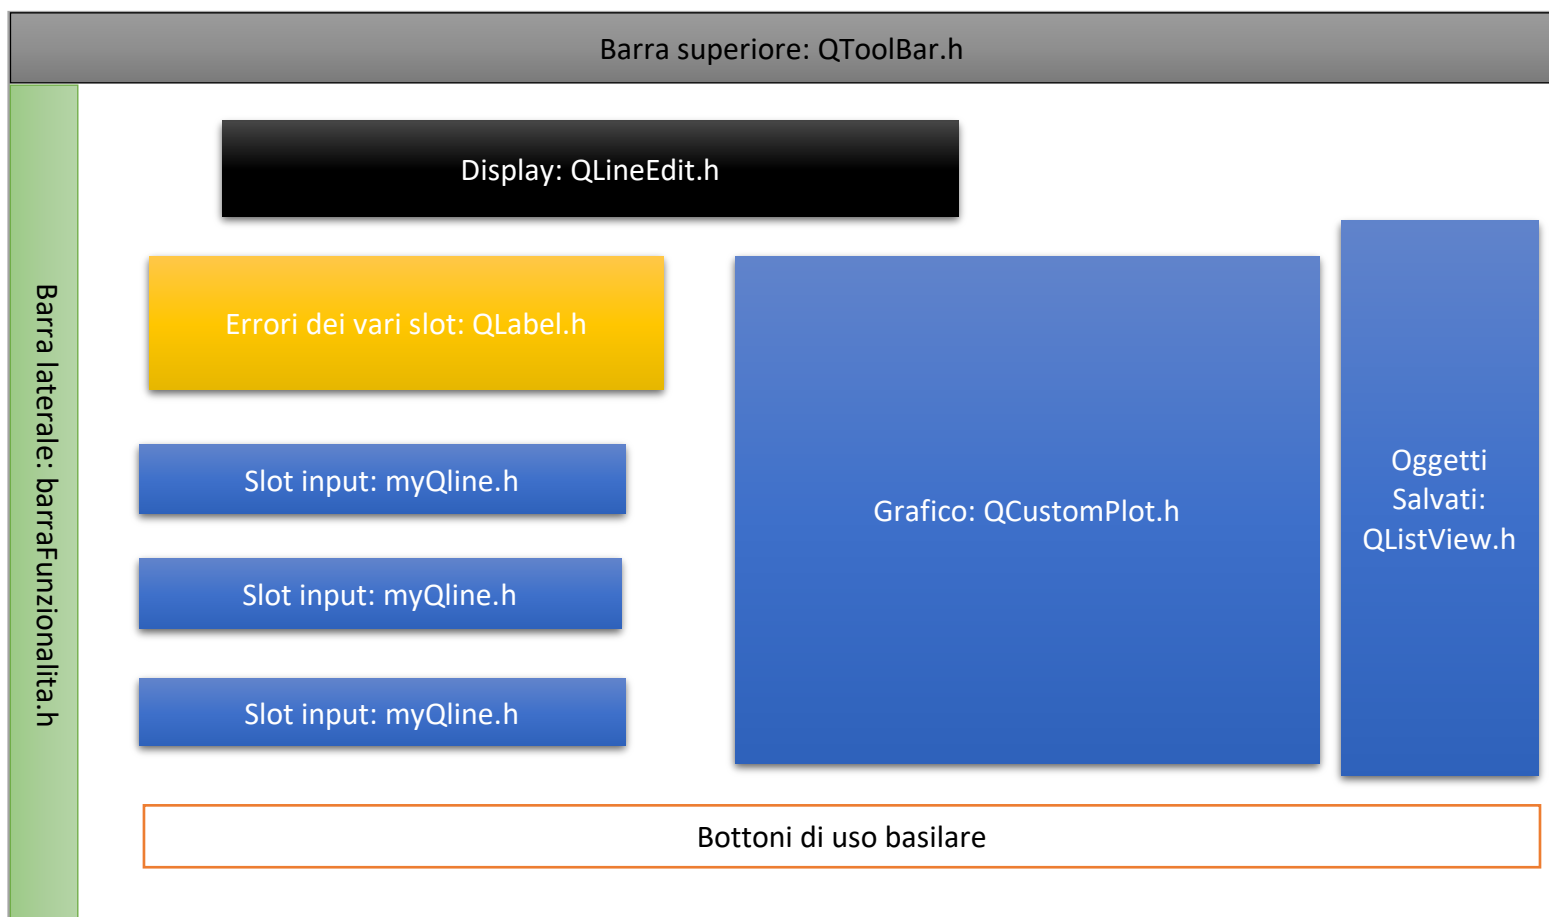 Barra superiore: QToolBar.h
Display: QLineEdit.h
Barra laterale: barraFunzionalita.h
Errori dei vari slot: QLabel.h
Slot input: myQline.h
Slot input: myQline.h
Slot input: myQline.h
Grafico: QCustomPlot.h
Oggetti
Salvati:
QListView.h
Bottoni di uso basilare